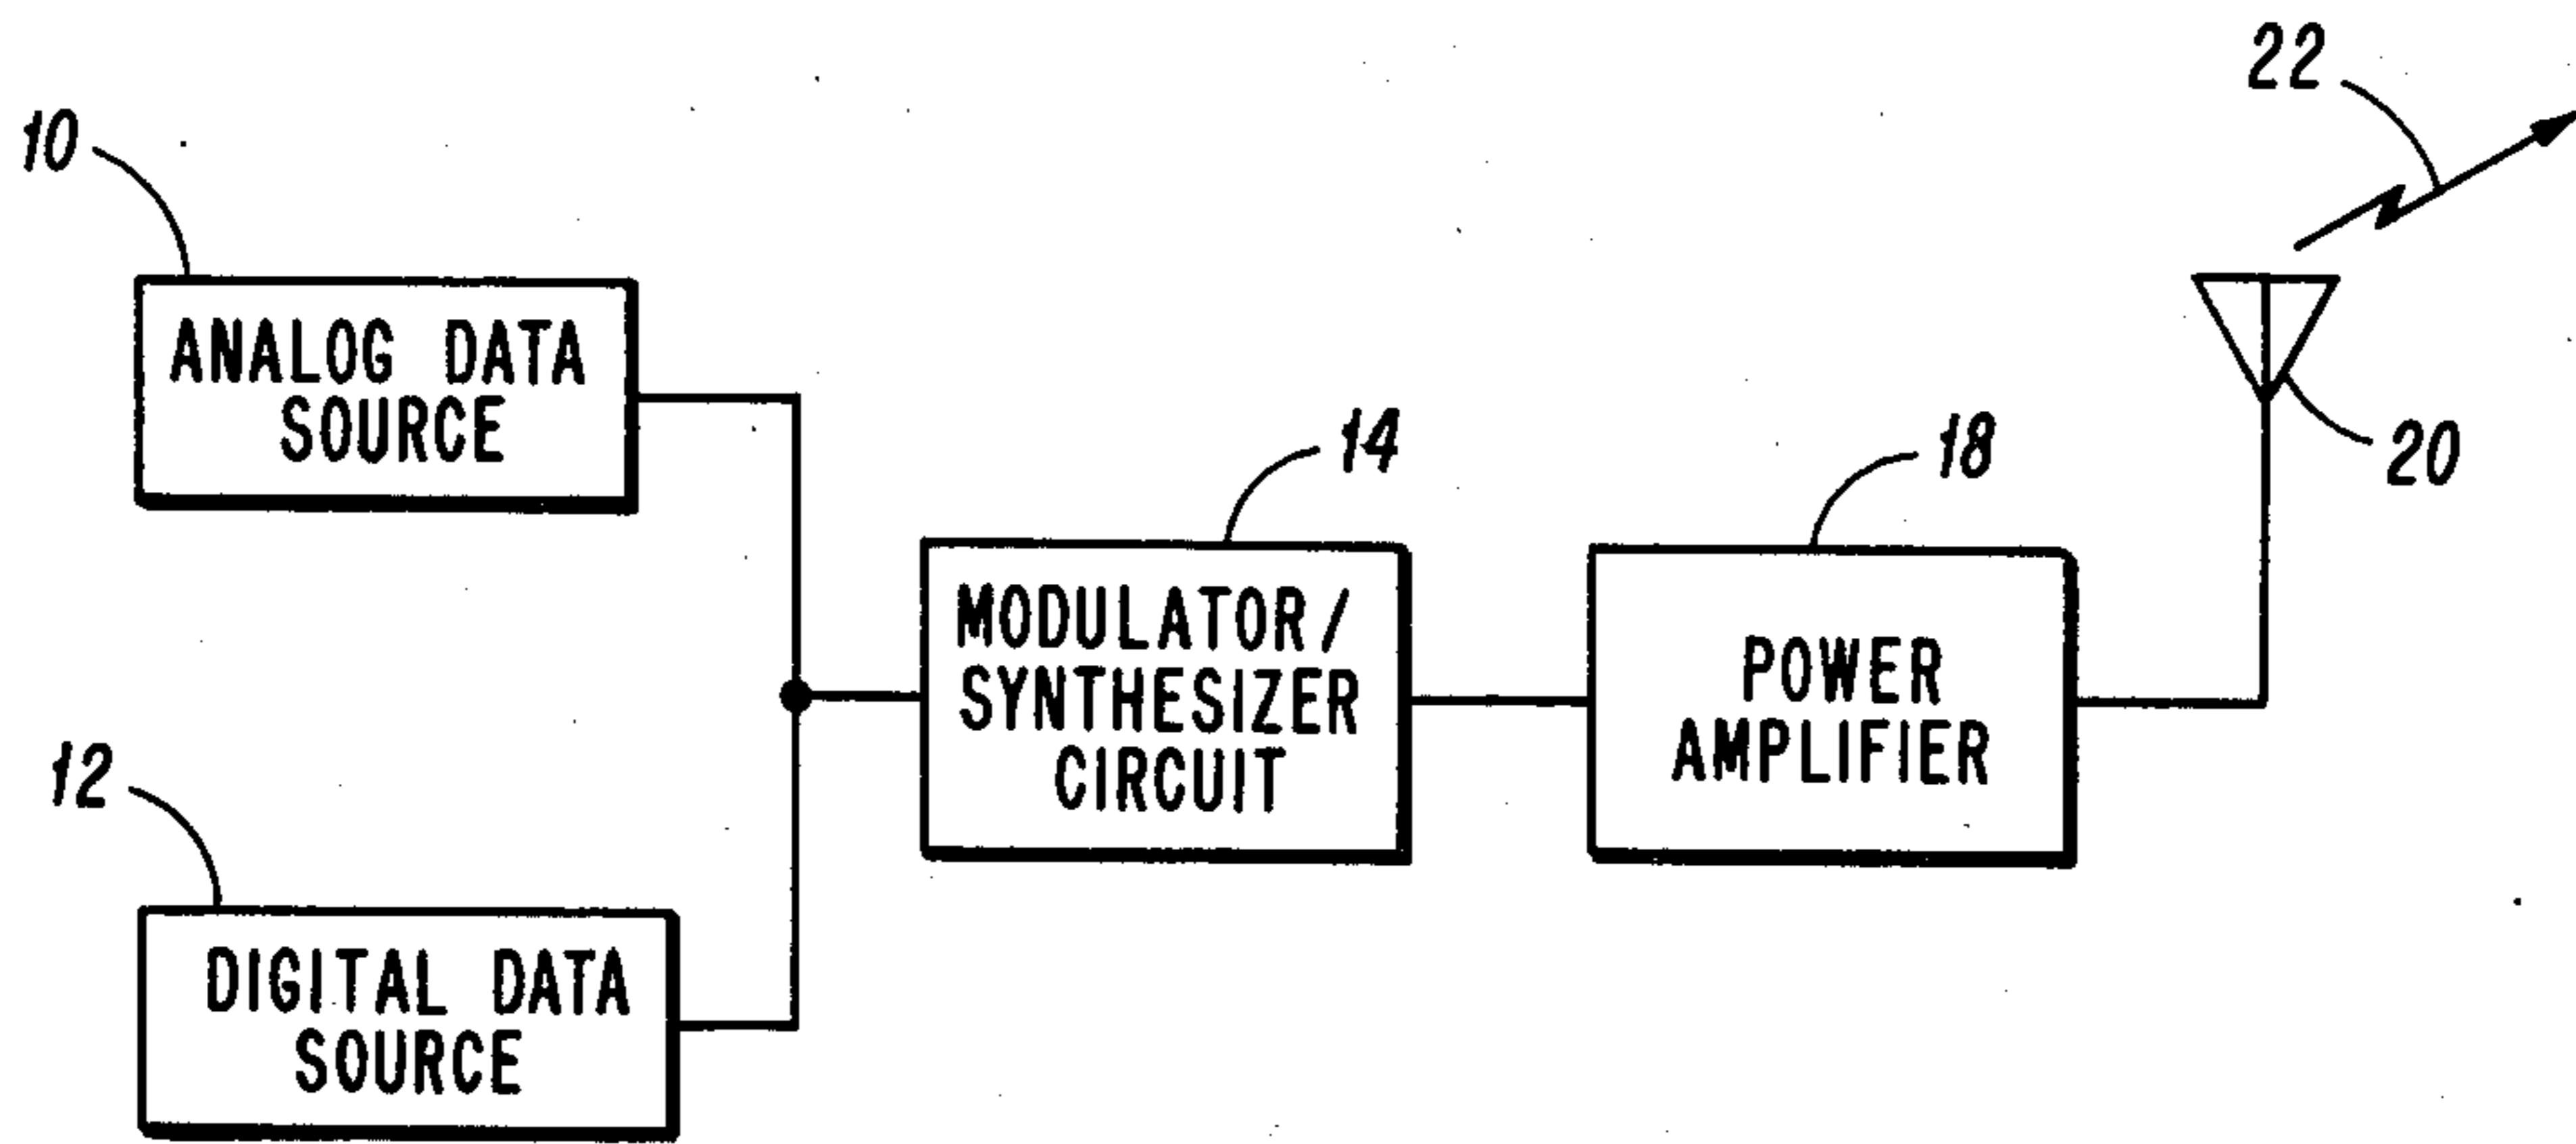 22
10
ANALOG DATA
SOURCE
14
18
20
MODULATOR/
SYNTHESIZER
CIRCUIT
POWER
AMPLIFIER
12
DIGITAL DATA
SOURCE